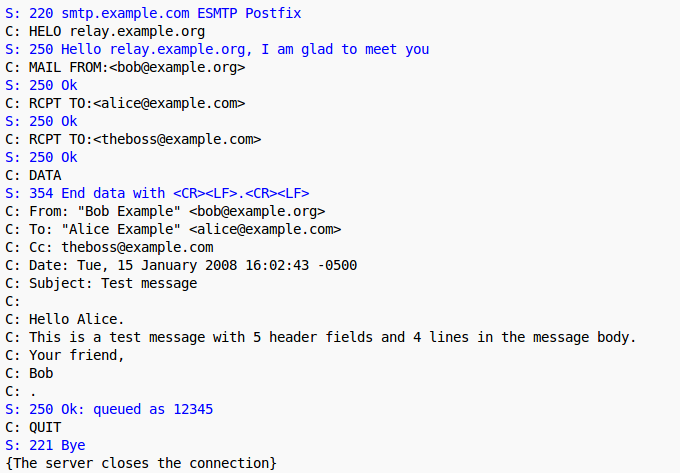 S: 220 smtp.example.com ESMTP Postfix
C: HELO relay.example.org
S: 250 Hello relay.example.org, I am glad to meet you
C: MAIL FROM:<bob@example.org>
S: 250 Ok
C: RCPT TO:<alice@example.com>
S: 250 Ok
C: RCPT TO:<theboss@example.com>
S: 250 Ok
C: DATA
S: 354 End data with <CR><LF>.<CR><LF>
C: From: "Bob Example" <bob@example.org>
C: To: "Alice Example" <alice@example.com>
C: Cc: theboss@example.com
C: Date: Tue, 15 January 2008 16:02:43 -0500
C: Subject: Test message
C:
C: Hello Alice.
C: This is a test message with 5 header fields and 4 lines in the message body.
C: Your friend,
C: Bob
C: .
S: 250 Ok: queued as 12345
C: QUIT
S: 221 Bye
{The server closes the connection}